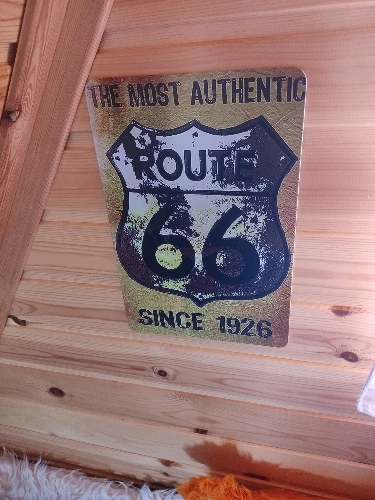 THE MOST AUTHENTIC
ROUTE
66
SINCE 1926